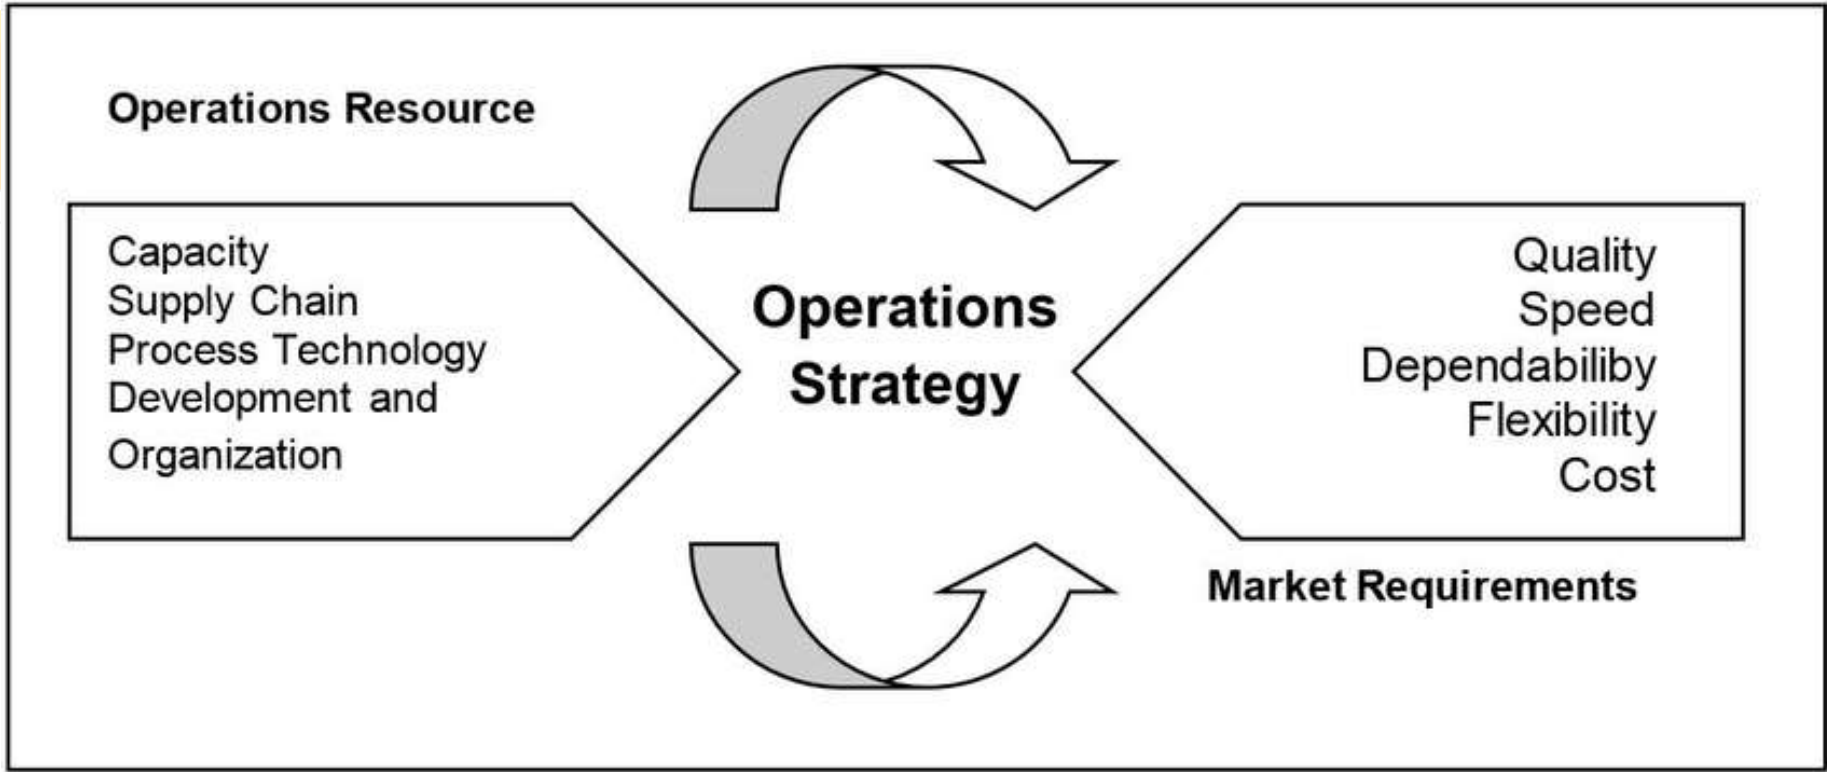 Operations Resource
Capacity
Supply Chain
Process Technology
Development and
Organization
Operations
Strategy
Quality
Speed
Dependabiliby
Flexibility
Cost
Market Requirements